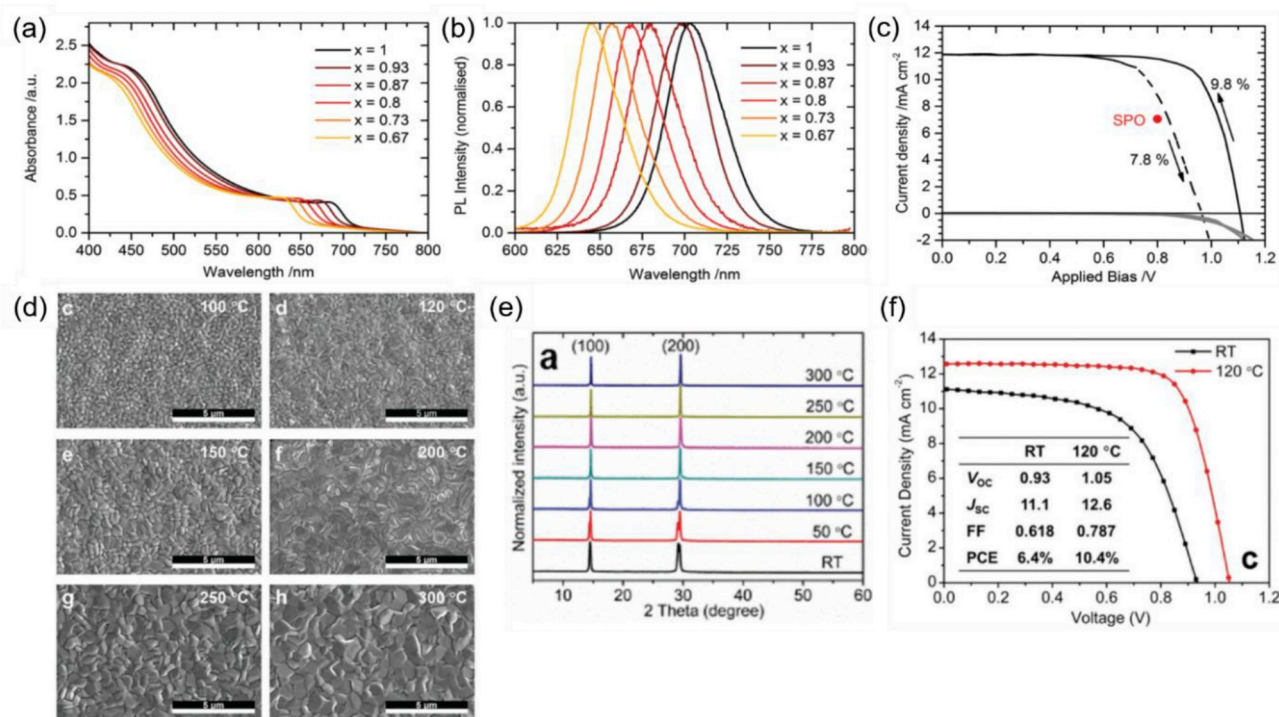 (a)
2.5
2.0
1.5
1.0
0.5
0.0
Absorbance /a.u.
400 450 500 550 600 650 700 750 800
Wavelength /nm
x = 1
x = 0.93
x = 0.87
x = 0.8
x = 0.73
x = 0.67
(b)
1.0
0.8
0.6
0.4
0.2
0.0
PL Intensity (normalised)
600 650 700 750 800
Wavelength /nm
x = 1
x = 0.93
x = 0.87
x = 0.8
x = 0.73
x = 0.67
(c)
14
12
10
8
6
4
2
0
-2
Current density /mA cm-2
0.0 0.2 0.4 0.6 0.8 1.0 1.2
Applied Bias /V
9.8 %
SPO
7.8 %
(d)
c 100 °C
5 µm
d 120 °C
5 µm
e 150 °C
5 µm
f 200 °C
5 µm
g 250 °C
5 µm
h 300 °C
5 µm
(e)
a
(100) (200)
300 °C
250 °C
200 °C
150 °C
100 °C
50 °C
RT
Normalized intensity (a.u.)
10 20 30 40 50 60
2 Theta (degree)
(f)
14
12
10
8
6
4
2
0
Current Density (mA cm-2)
RT
120 °C
RT 120 °C
VOC 0.93 1.05
JSC 11.1 12.6
FF 0.618 0.787
PCE 6.4% 10.4%
c
0.0 0.2 0.4 0.6 0.8 1.0 1.2
Voltage (V)